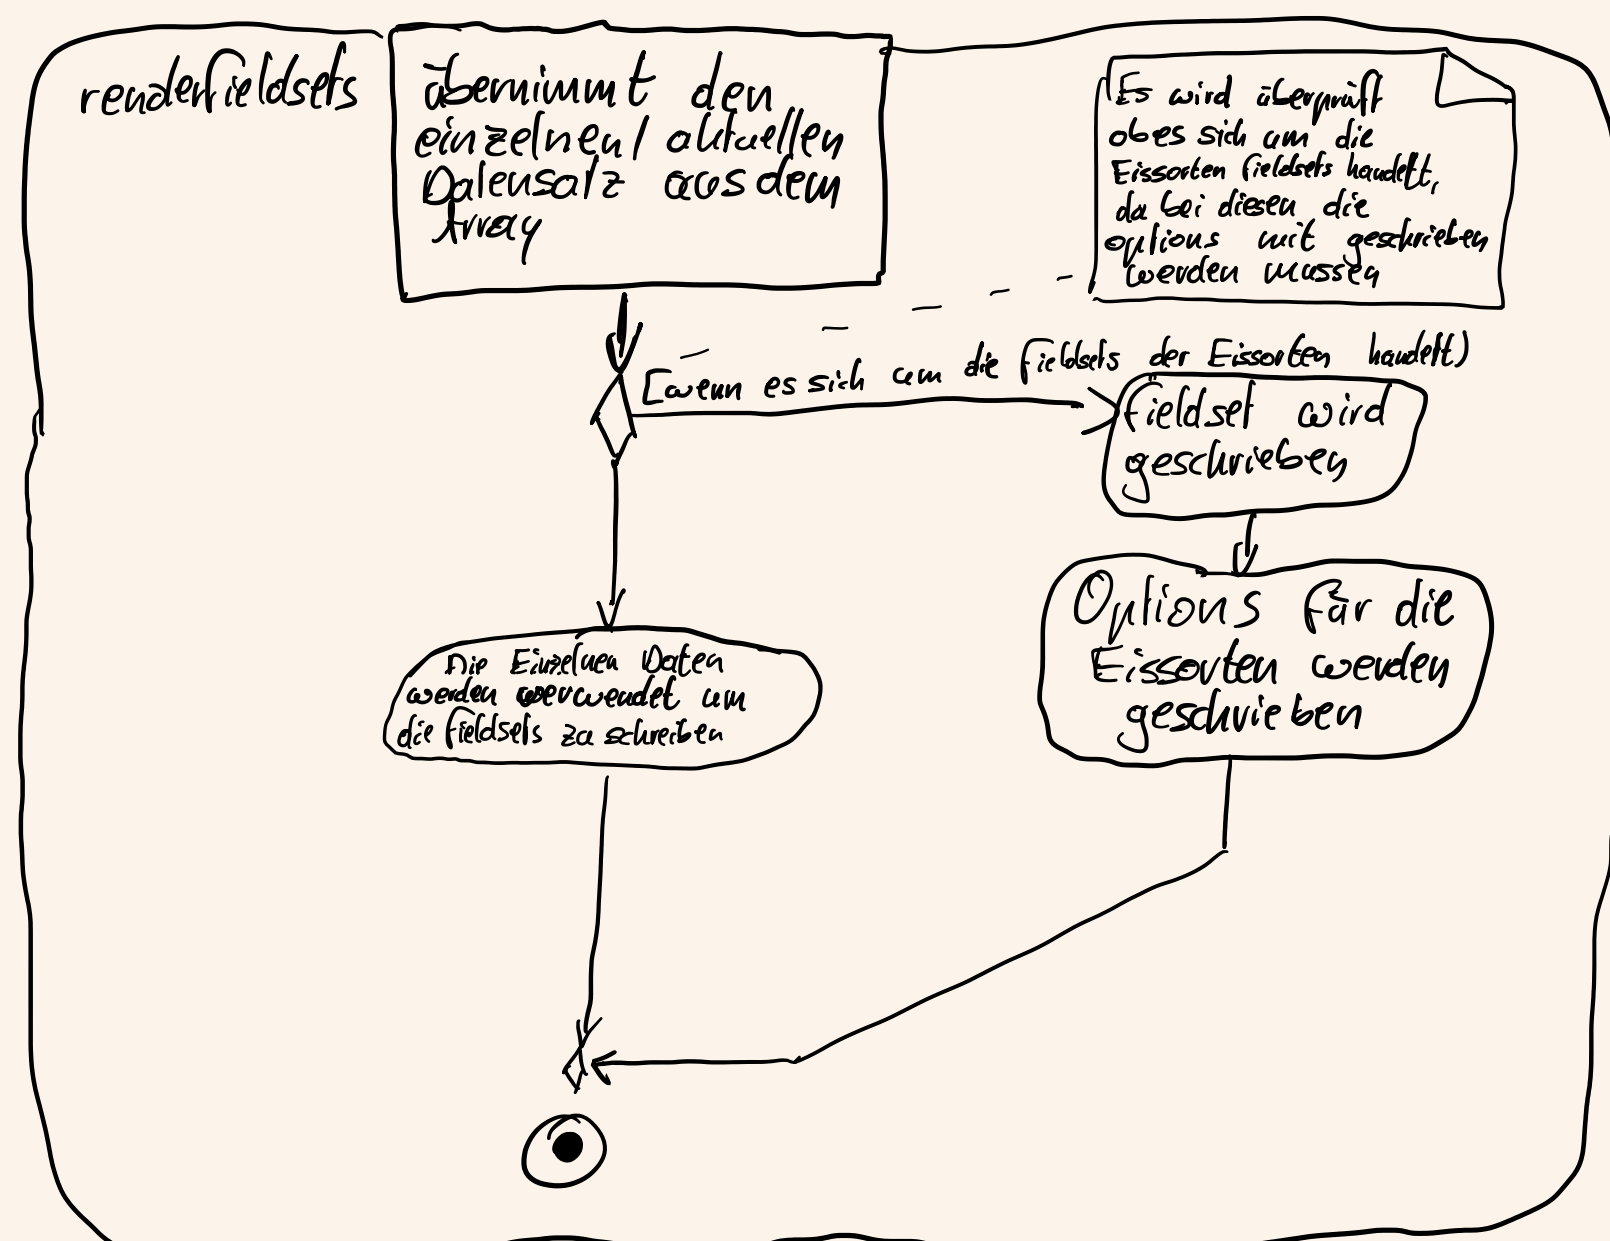 renderfieldsets
übernimmt den
einzelnen/ aktuellen
Datensatz aus dem
Array
Es wird überprüft
ob es sich um die
Eissorten fieldsets handelt,
da bei diesen die
options mit geschrieben
werden müssen
[wenn es sich um die fieldsets der Eissorten handelt)
fieldset wird
geschrieben
Options für die
Eissorten werden
geschrieben
Die Einzelnen Daten
werden verwendet um
die fieldsets zu schreiben